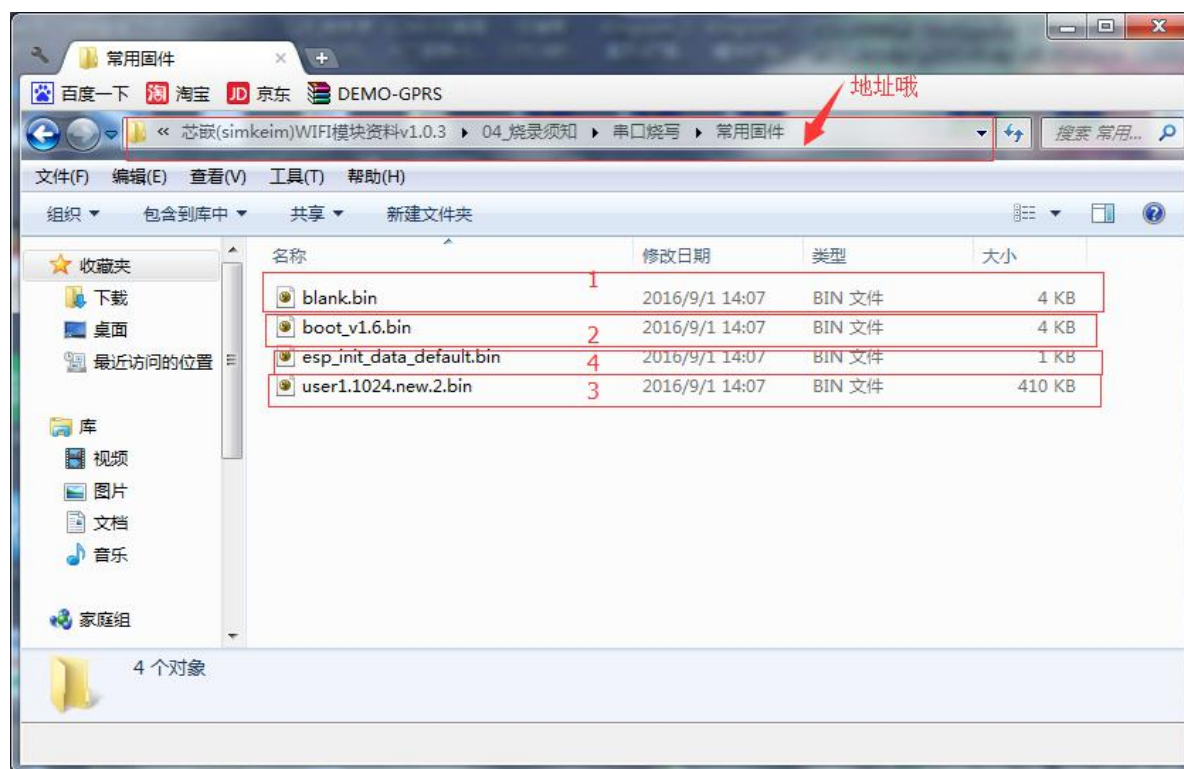 常用固件
百度一下 淘 淘宝 JD 京东 DEMO-GPRS
地址哦
« 芯嵌(simkeim)WIFI模块资料v1.0.3 04_烧录须知 串口烧写 常用固件 搜索 常用...
文件(F) 编辑(E) 查看(V) 工具(T) 帮助(H)
组织 包含到库中 共享 新建文件夹
名称 修改日期 类型 大小
收藏夹
下载
桌面
最近访问的位置
库
视频
图片
文档
音乐
家庭组
1
blank.bin 2016/9/1 14:07 BIN 文件 4 KB
boot_v1.6.bin 2 2016/9/1 14:07 BIN 文件 4 KB
esp_init_data_default.bin 4 2016/9/1 14:07 BIN 文件 1 KB
user1.1024.new.2.bin 3 2016/9/1 14:07 BIN 文件 410 KB
4 个对象